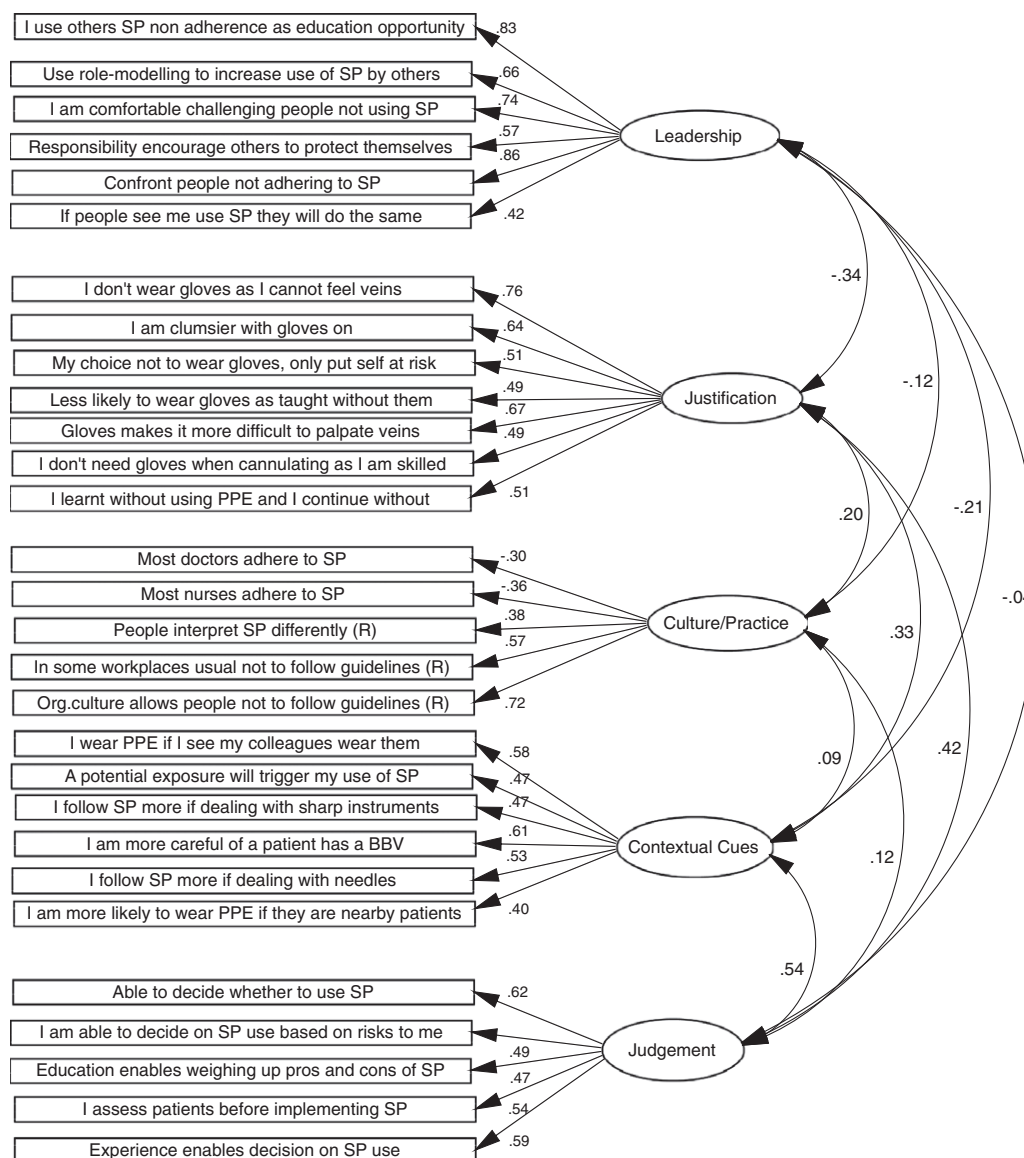 I use others SP non adherence as education opportunity
.83
Use role-modelling to increase use of SP by others
.66
I am comfortable challenging people not using SP
.74
Responsibility encourage others to protect themselves
.57
.86
Confront people not adhering to SP
If people see me use SP they will do the same
.42
Leadership
-.34
I don't wear gloves as I cannot feel veins
.76
I am clumsier with gloves on
.64
My choice not to wear gloves, only put self at risk
.51
Less likely to wear gloves as taught without them
.49
Gloves makes it more difficult to palpate veins
.67
.49
I don't need gloves when cannulating as I am skilled
I learnt without using PPE and I continue without
.51
Justification
-.12
.20
-.21
Most doctors adhere to SP
-.30
Most nurses adhere to SP
-.36
People interpret SP differently (R)
.38
In some workplaces usual not to follow guidelines (R)
.57
Org.culture allows people not to follow guidelines (R)
.72
Culture/Practice
.33
.09
.42
I wear PPE if I see my colleagues wear them
.58
A potential exposure will trigger my use of SP
.47
I follow SP more if dealing with sharp instruments
.47
I am more careful of a patient has a BBV
.61
I follow SP more if dealing with needles
.53
I am more likely to wear PPE if they are nearby patients
.40
Contextual Cues
.12
.54
Able to decide whether to use SP
.62
I am able to decide on SP use based on risks to me
.49
Education enables weighing up pros and cons of SP
.47
I assess patients before implementing SP
.54
Experience enables decision on SP use
.59
Judgement